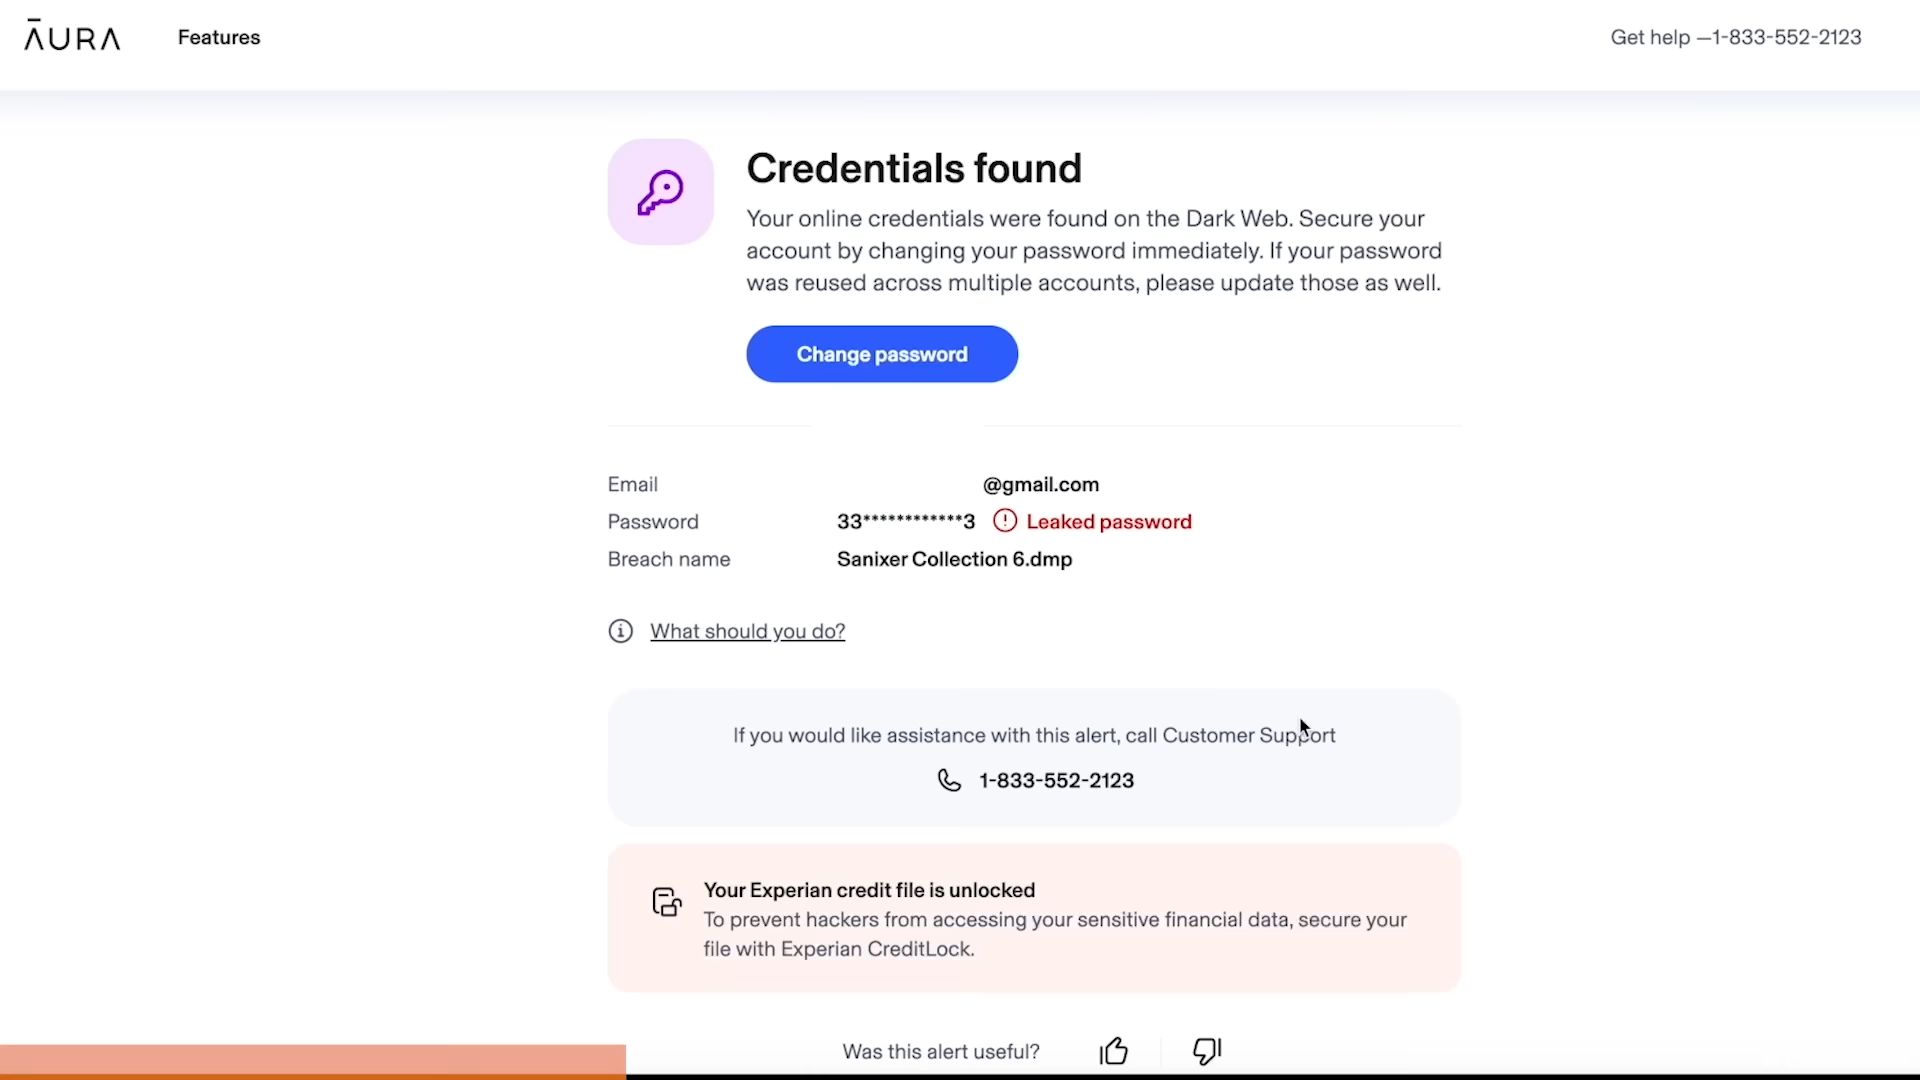 ĀURA
Features
Get help —1-833-552-2123
Credentials found
Your online credentials were found on the Dark Web. Secure your
account by changing your password immediately. If your password
was reused across multiple accounts, please update those as well.
Change password
Email @gmail.com
Password 33************3 Leaked password
Breach name Sanixer Collection 6.dmp
What should you do?
If you would like assistance with this alert, call Customer Support
1-833-552-2123
Your Experian credit file is unlocked
To prevent hackers from accessing your sensitive financial data, secure your
file with Experian CreditLock.
Was this alert useful?